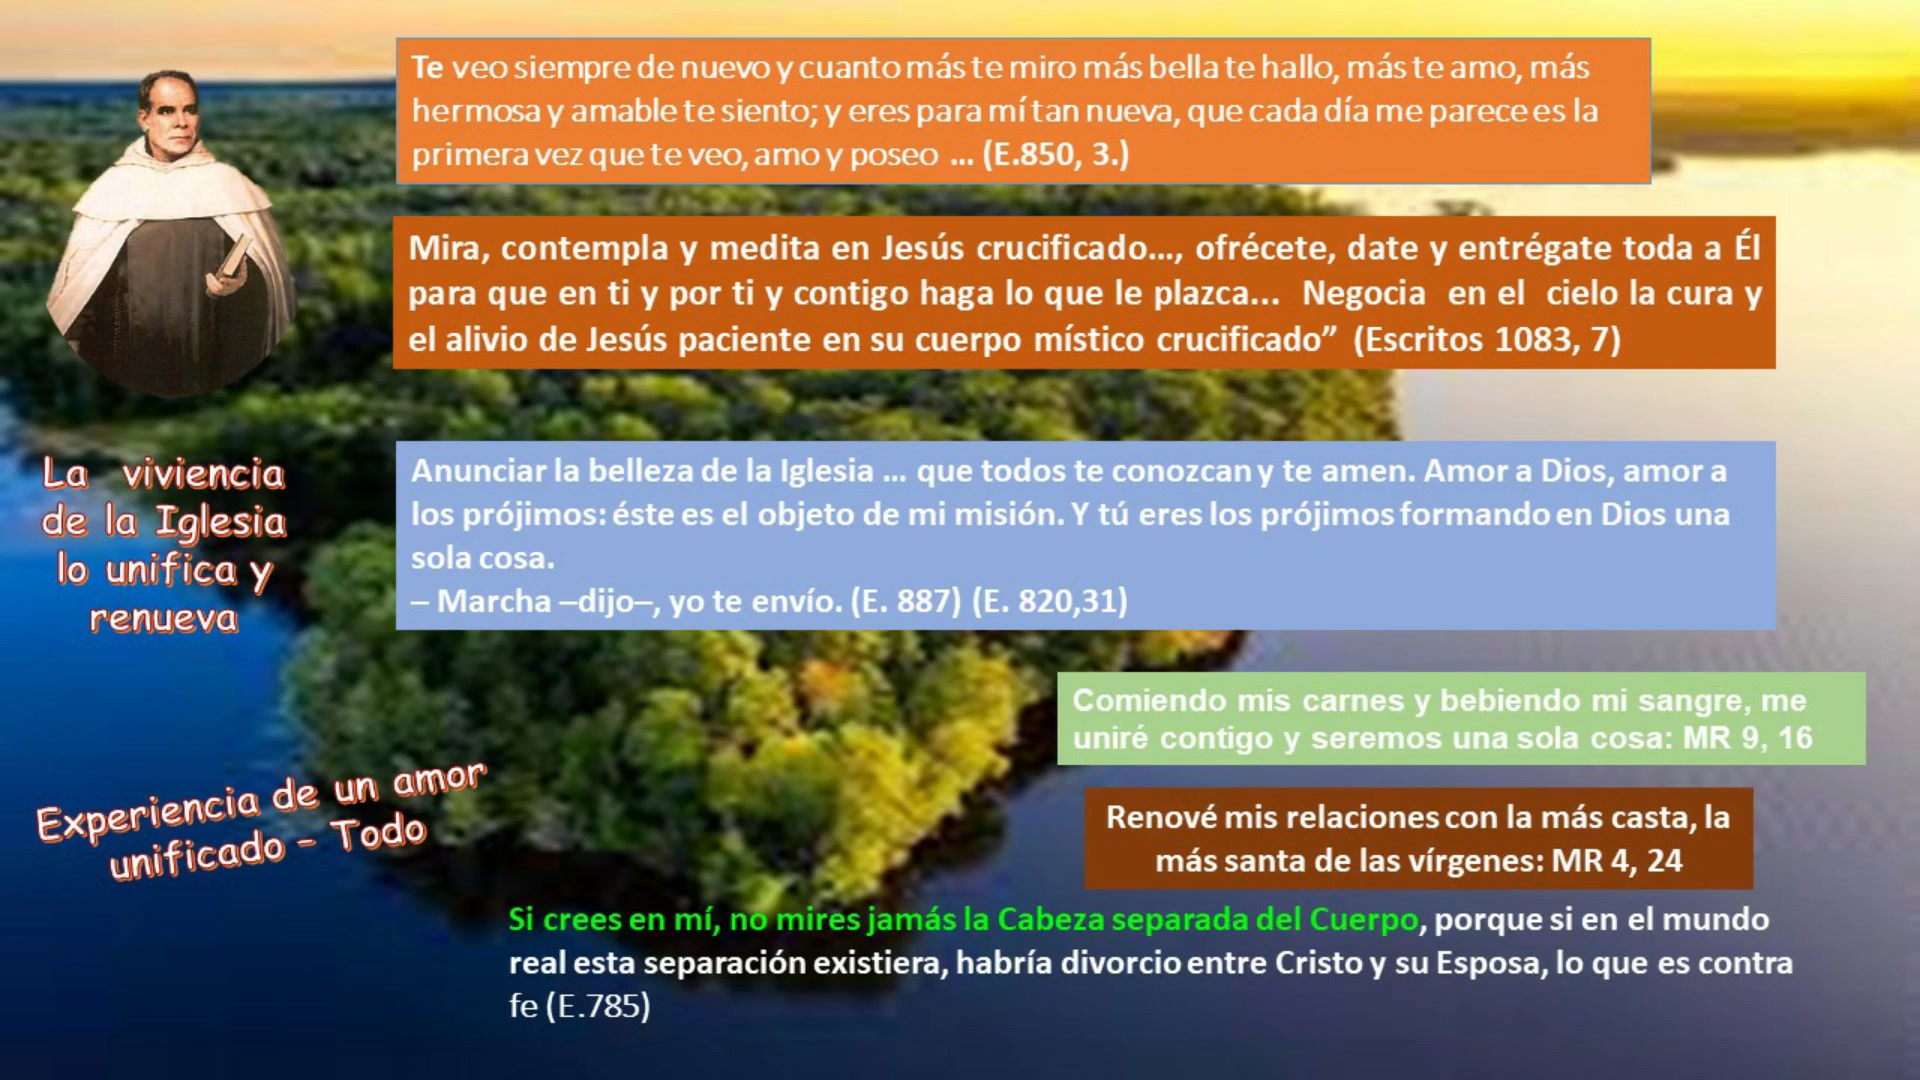 Te veo siempre de nuevo y cuanto más te miro más bella te hallo, más te amo, más
hermosa y amable te siento; y eres para mí tan nueva, que cada día me parece es la
primera vez que te veo, amo y poseo ... (E.850, 3.)
Mira, contempla y medita en Jesús crucificado..., ofrécete, date y entrégate toda a Él
para que en ti y por ti y contigo haga lo que le plazca... Negocia en el cielo la cura y
el alivio de Jesús paciente en su cuerpo místico crucificado” (Escritos 1083, 7)
La viviencia
de la Iglesia
lo unifica y
renueva
Anunciar la belleza de la Iglesia ... que todos te conozcan y te amen. Amor a Dios, amor a
los prójimos: éste es el objeto de mi misión. Y tú eres los prójimos formando en Dios una
sola cosa.
– Marcha –dijo–, yo te envío. (E. 887) (E. 820,31)
Comiendo mis carnes y bebiendo mi sangre, me
uniré contigo y seremos una sola cosa: MR 9, 16
Experiencia de un amor
unificado – Todo
Renové mis relaciones con la más casta, la
más santa de las vírgenes: MR 4, 24
Si crees en mí, no mires jamás la Cabeza separada del Cuerpo, porque si en el mundo
real esta separación existiera, habría divorcio entre Cristo y su Esposa, lo que es contra
fe (E.785)